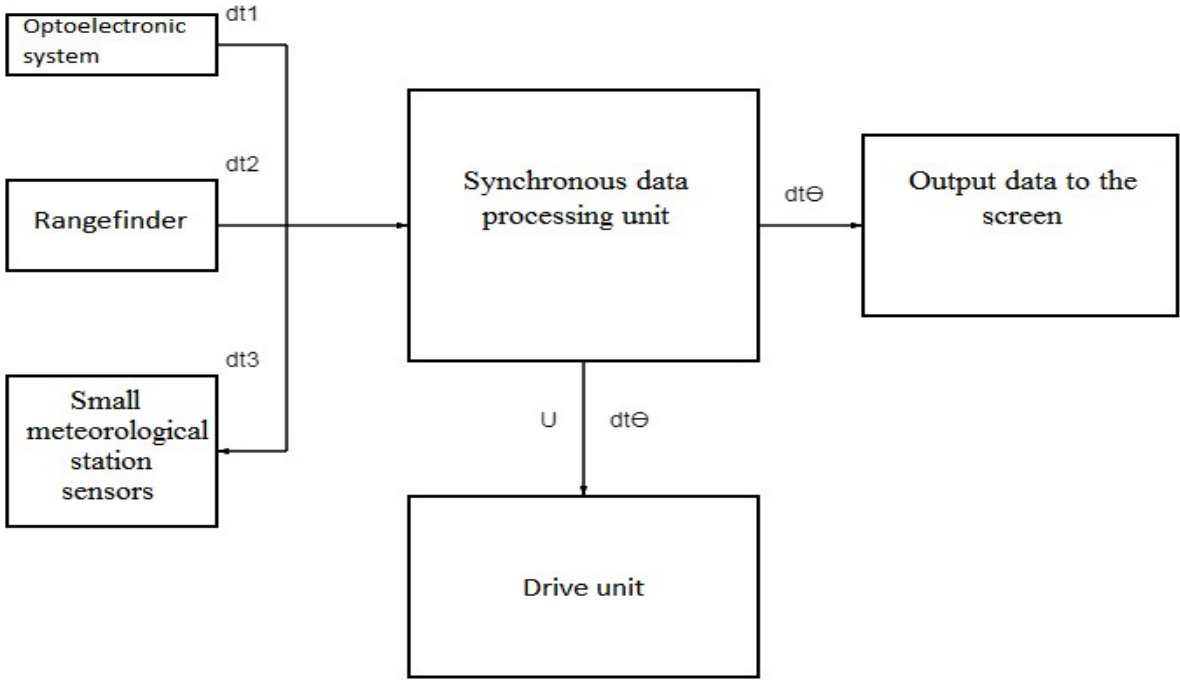 dt1
Optoelectronic
system
dt2
Rangefinder
dt3
Small
meteorological
station
sensors
Synchronous data
processing unit
dtΘ
Output data to the
screen
U
dtΘ
Drive unit